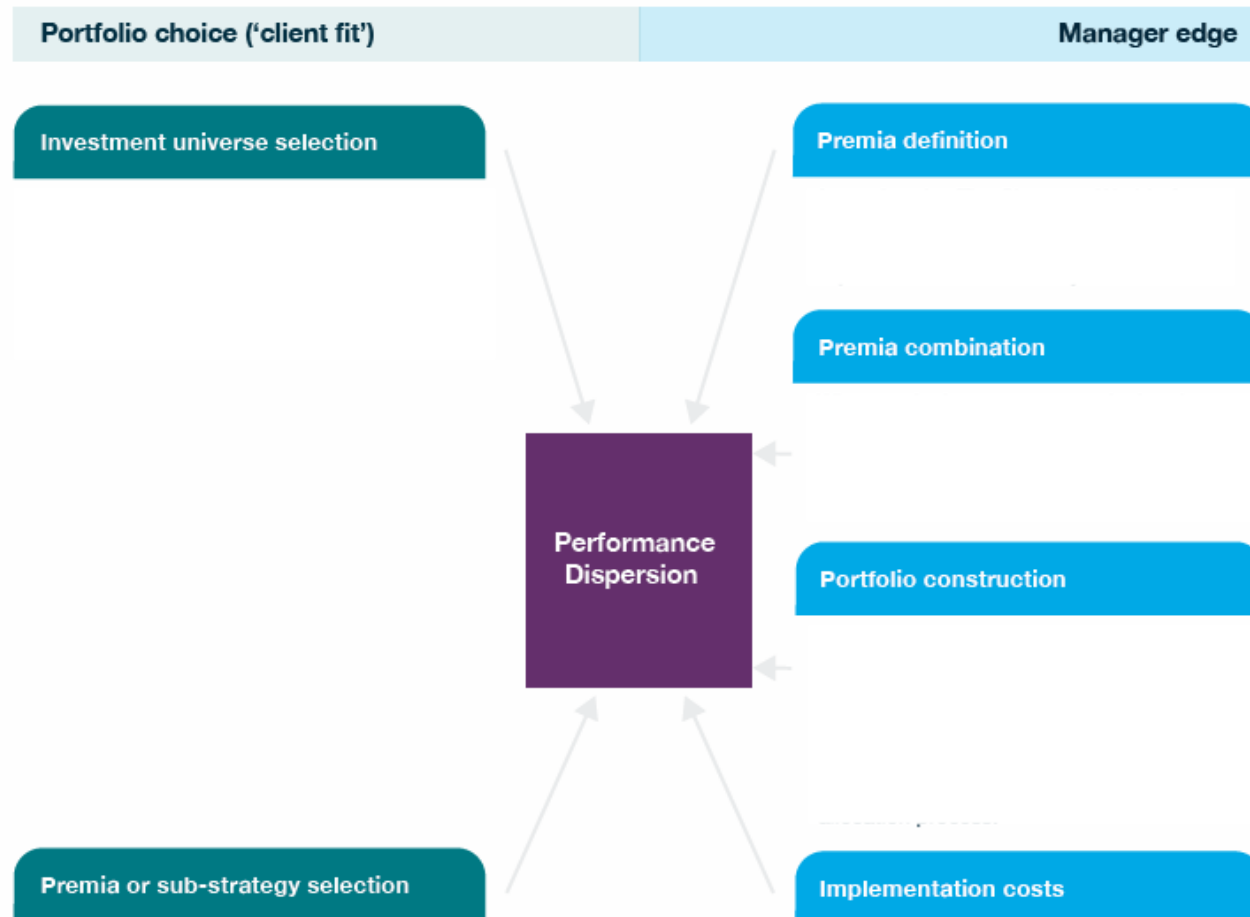 Portfolio choice (‘client fit’)
Manager edge
Investment universe selection
Premia definition
Premia combination
Performance
Dispersion
Portfolio construction
Premia or sub-strategy selection
Implementation costs